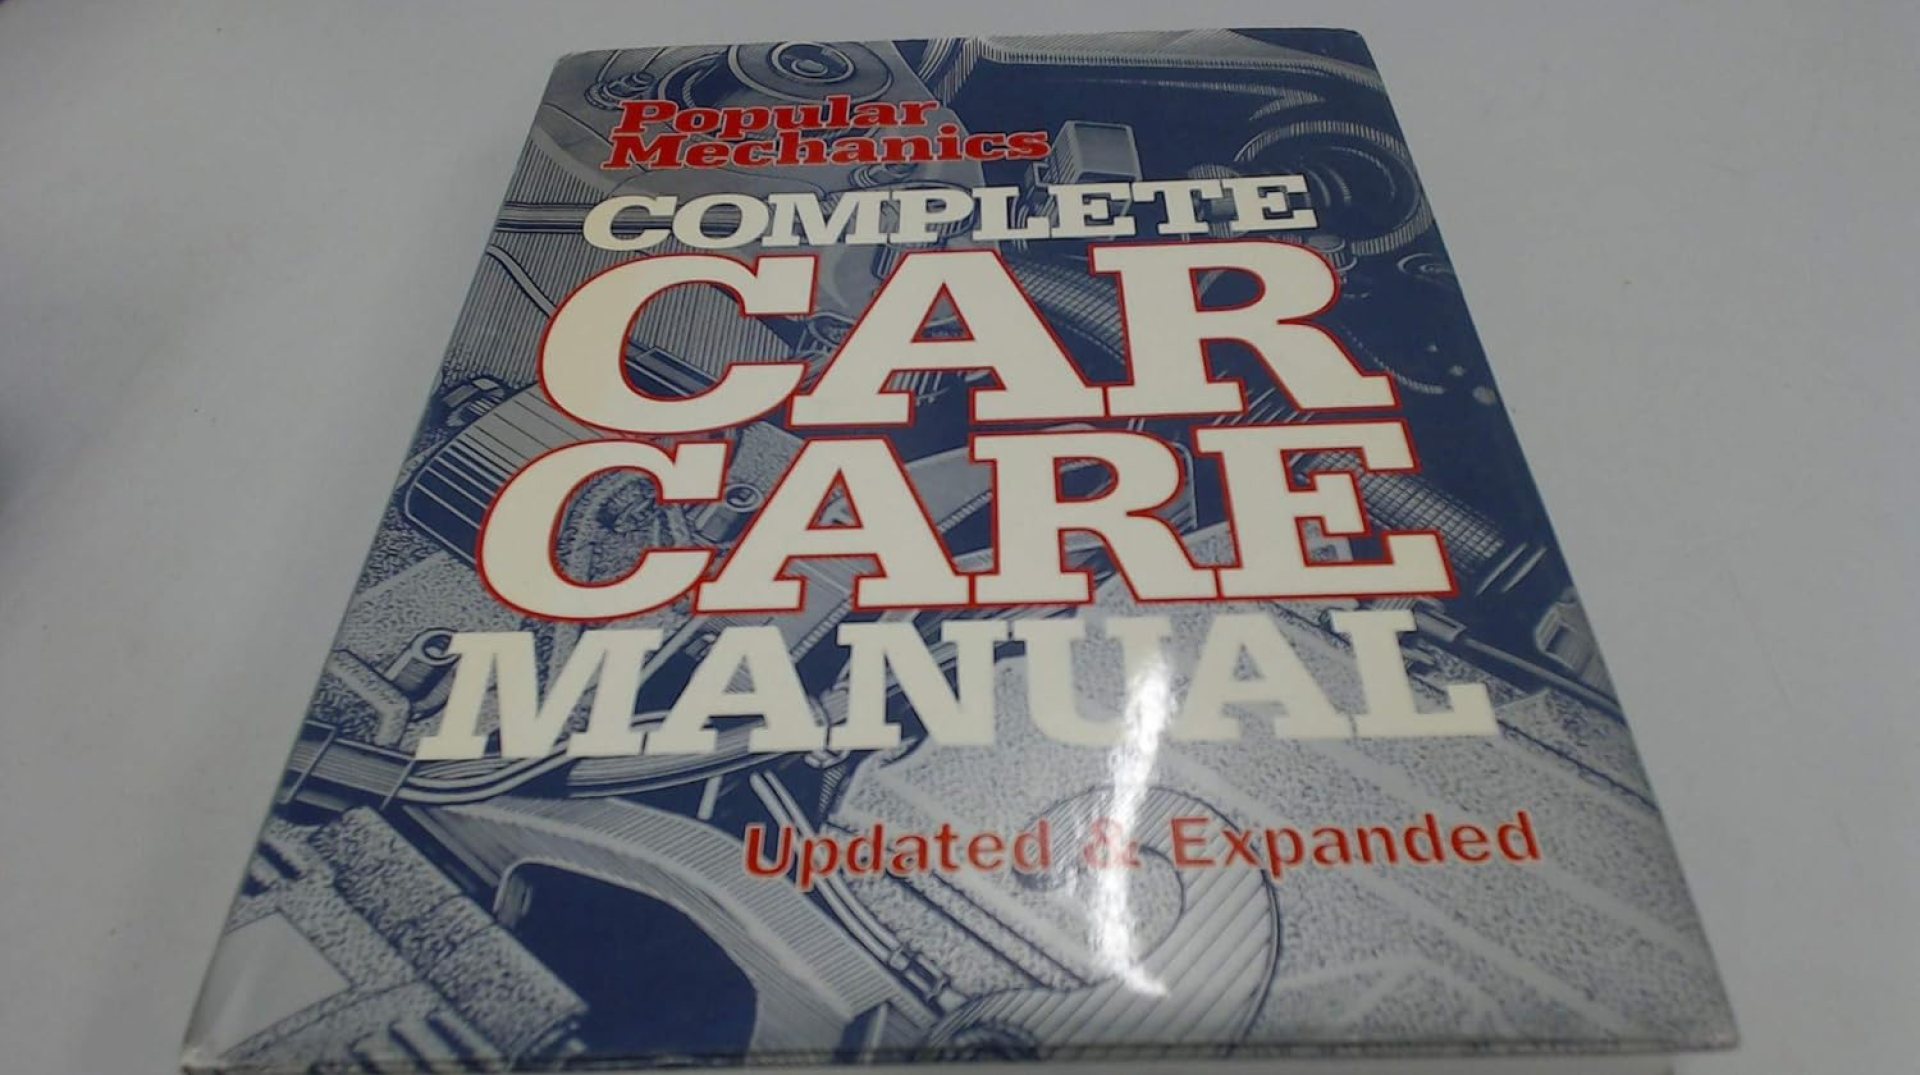 Popular
Mechanics
COMPLETE
CAR
CARE
MANUAL
Updated & Expanded